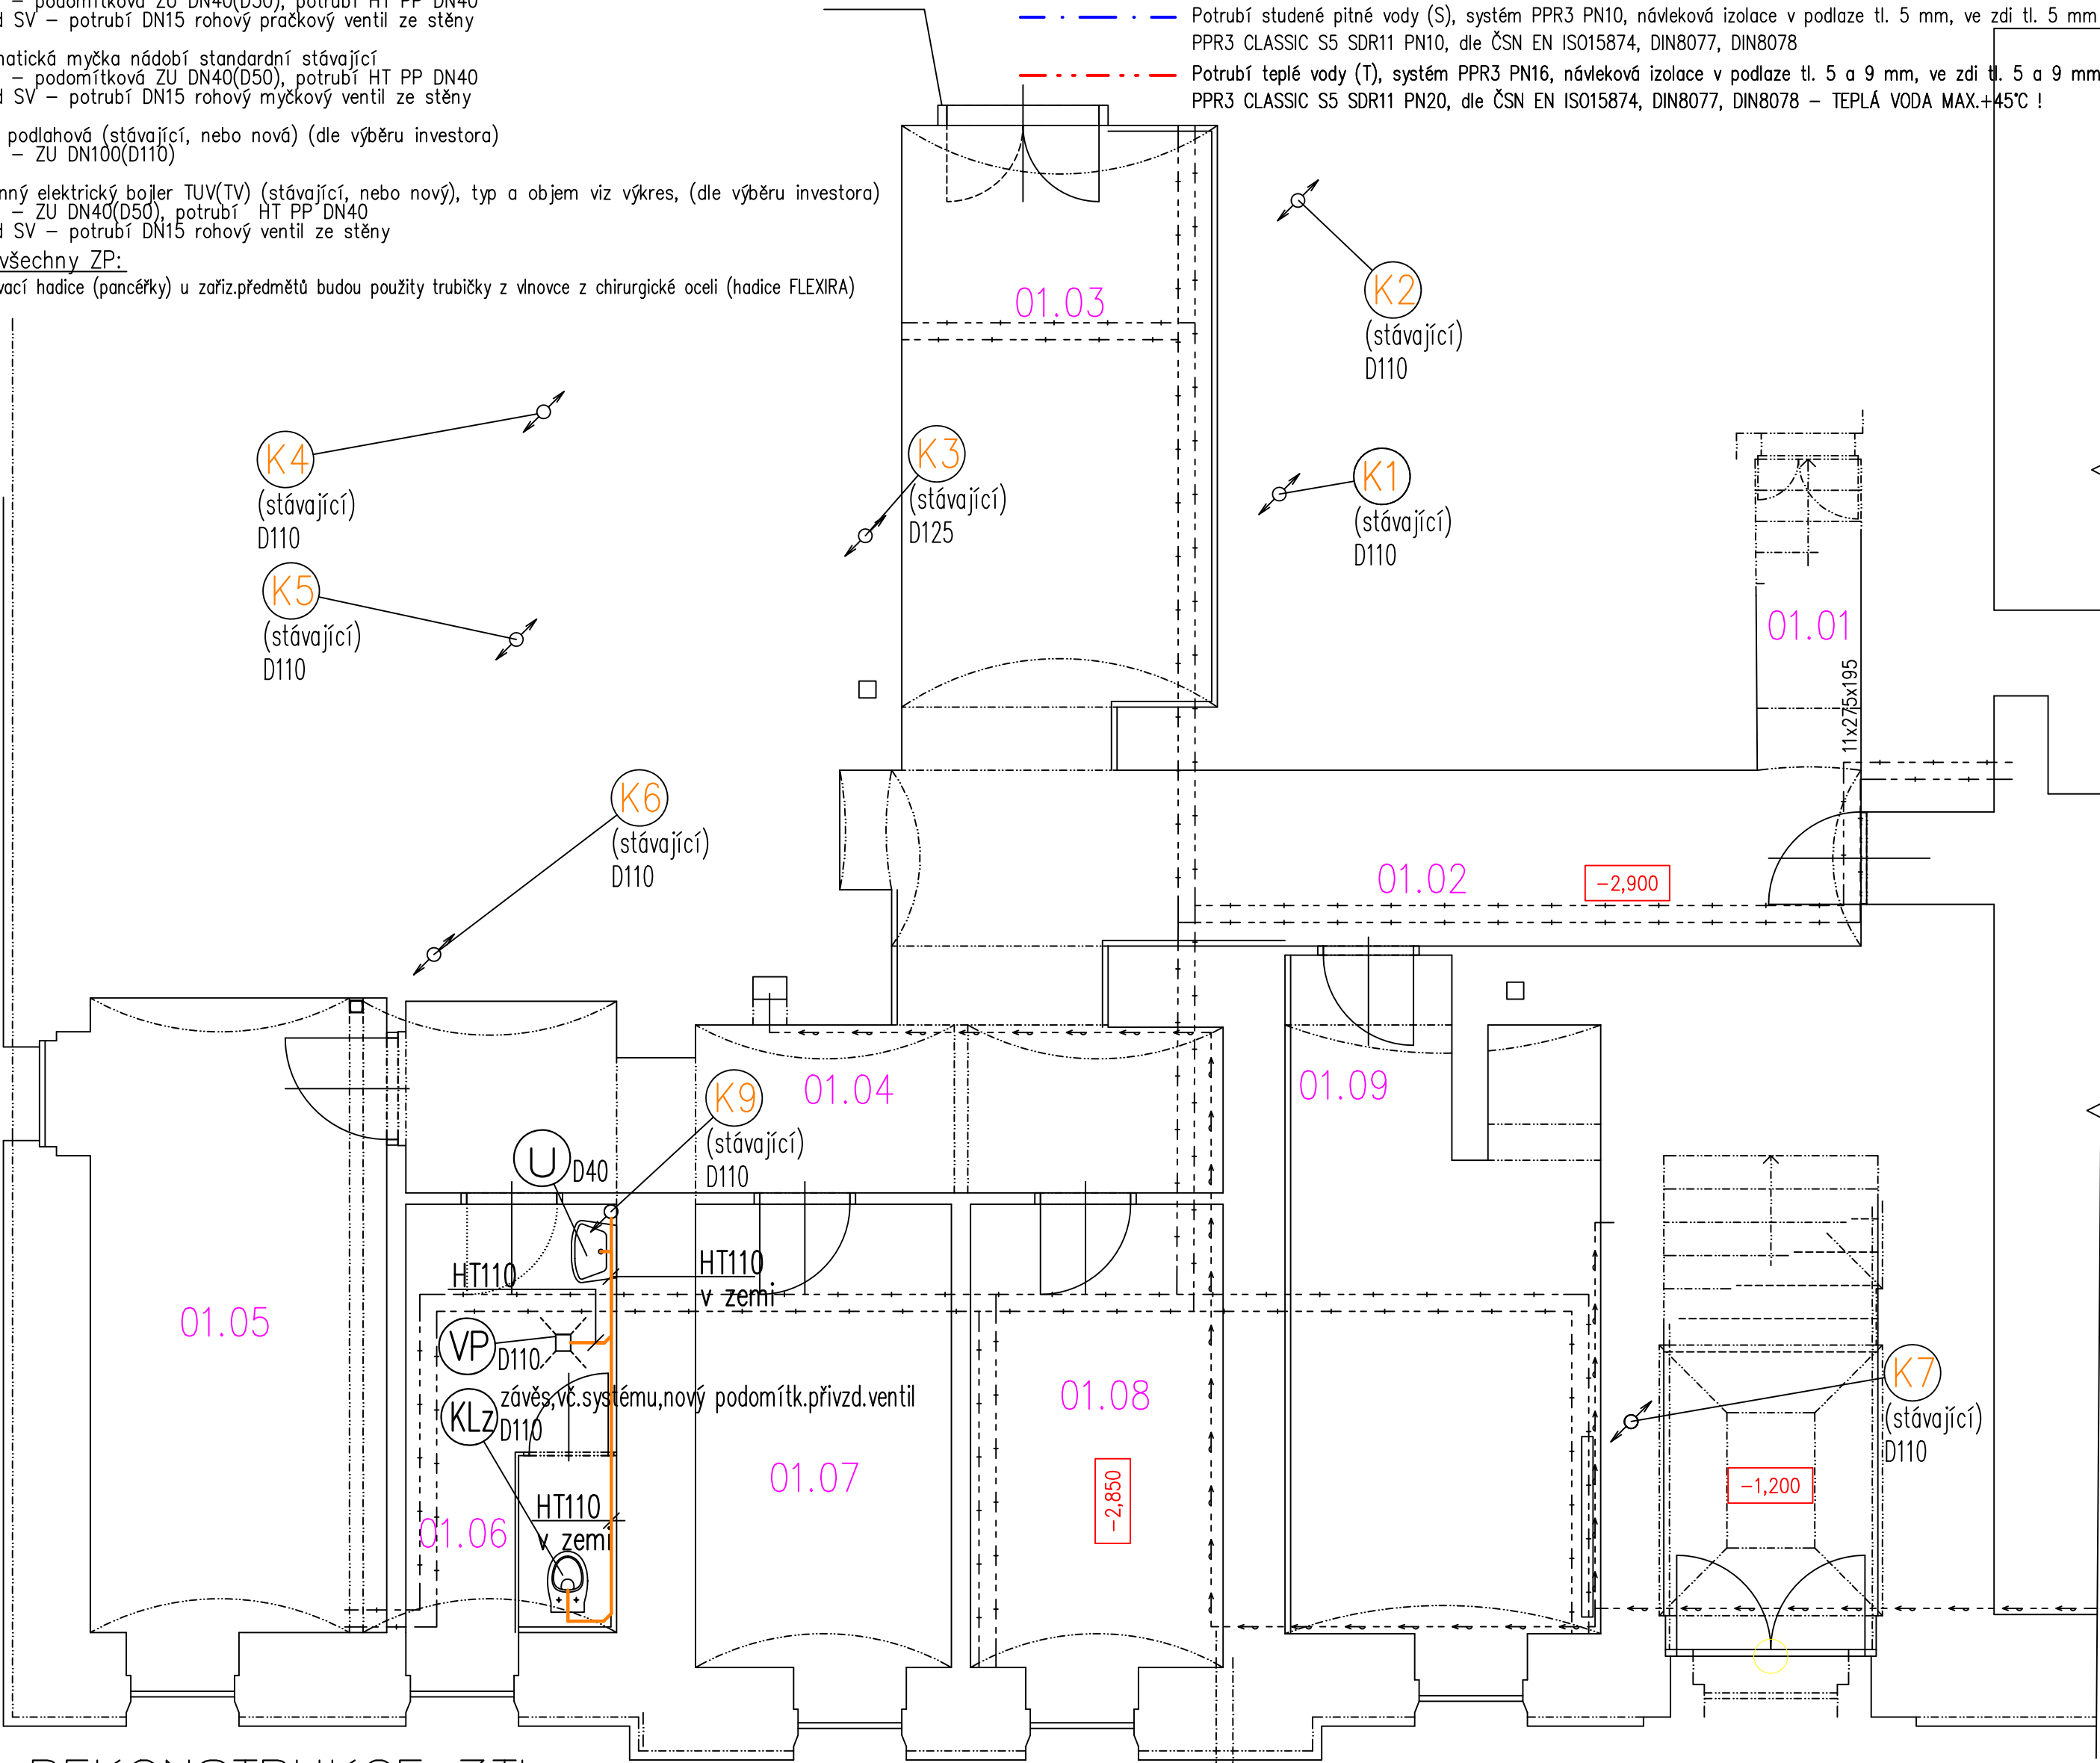 – podomítková ZU DN40(D50), potrubí HT PP DN40
SV – potrubí DN15 rohový pračkový ventil ze stěny
myčka nádobí standardní stávající
– podomítková ZU DN40(D50), potrubí HT PP DN40
SV – potrubí DN15 rohový myčkový ventil ze stěny
podlahová (stávající, nebo nová) (dle výběru investora)
– ZU DN100(D110)
elektrický bojler TUV(TV) (stávající, nebo nový), typ a objem viz výkres, (dle výběru investora)
– ZU DN40(D50), potrubí HT PP DN40
SV – potrubí DN15 rohový ventil ze stěny
všechny ZP:
hadice (pancéřky) u zařiz.předmětů budou použity trubičky z vlnovce z chirurgické oceli (hadice FLEXIRA)
Potrubí studené pitné vody (S), systém PPR3 PN10, návleková izolace v podlaze tl. 5 mm, ve zdi tl. 5 mm
PPR3 CLASSIC S5 SDR11 PN10, dle ČSN EN ISO15874, DIN8077, DIN8078
Potrubí teplé vody (T), systém PPR3 PN16, návleková izolace v podlaze tl. 5 a 9 mm, ve zdi tl. 5 a 9 mm
PPR3 CLASSIC S5 SDR11 PN20, dle ČSN EN ISO15874, DIN8077, DIN8078 – TEPLÁ VODA MAX.+45°C !
K2
(stávající)
D110
01.03
K4
(stávající)
D110
K3
(stávající)
D125
K1
(stávající)
D110
K5
(stávající)
D110
01.01
11x275x195
K6
(stávající)
D110
01.02
–2,900
01.04
01.09
K9
(stávající)
D110
U
D40
HT110
HT110
v zemi
01.05
VP
D110
závěs,vč.systému,nový podomítk.přivzd.ventil
KLz
D110
01.08
K7
(stávající)
D110
01.07
–2,850
–1,200
HT110
v zemi
01.06
REKONSTRUKCE ZTI